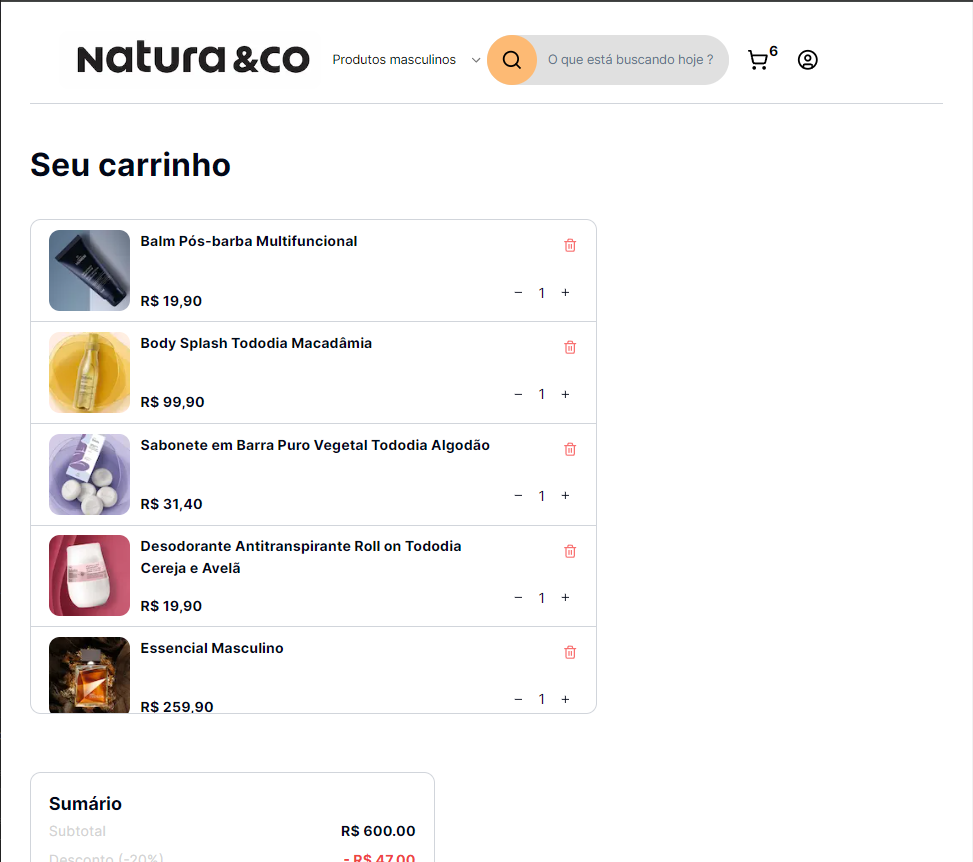 natura &co
Produtos masculinos
O que está buscando hoje ?
6
Seu carrinho
Balm Pós-barba Multifuncional
R$ 19,90
− 1 +
Body Splash Tododia Macadâmia
R$ 99,90
− 1 +
Sabonete em Barra Puro Vegetal Tododia Algodão
R$ 31,40
− 1 +
Desodorante Antitranspirante Roll on Tododia
Cereja e Avelã
R$ 19,90
− 1 +
Essencial Masculino
R$ 259,90
− 1 +
Sumário
Subtotal R$ 600.00
Desconto (-20%) - R$ 47.00